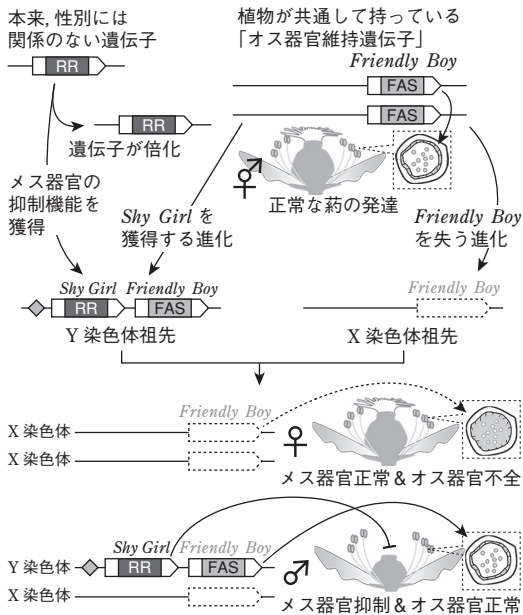 本来,性別には
関係のない遺伝子
RR
RR
遺伝子が倍化
メス器官の
抑制機能を
獲得
植物が共通して持っている
「オス器官維持遺伝子」
Friendly Boy
FAS
FAS
正常な葯の発達
Shy Girl を
獲得する進化
Friendly Boy
を失う進化
Shy Girl Friendly Boy
RR FAS
Y 染色体祖先
Friendly Boy
X 染色体祖先
Friendly Boy
X 染色体
X 染色体
♀
メス器官正常&オス器官不全
Shy Girl Friendly Boy
Y 染色体 RR FAS
X 染色体
♂
メス器官抑制&オス器官正常